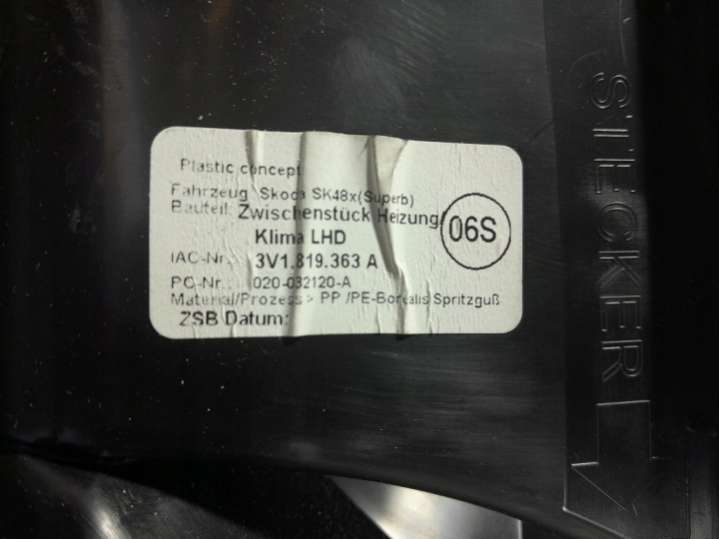 Plastic concept
Fahrzeug: Skoda SK48x(Superb)
Bauteil: Zwischenstück Heizung/
Klima LHD
06S
IAC-Nr.: 3V1.819.363 A
PC-Nr.: 020-032120-A
Material/Prozess > PP /PE-Borealis Spritzguß
ZSB Datum:
STECKER